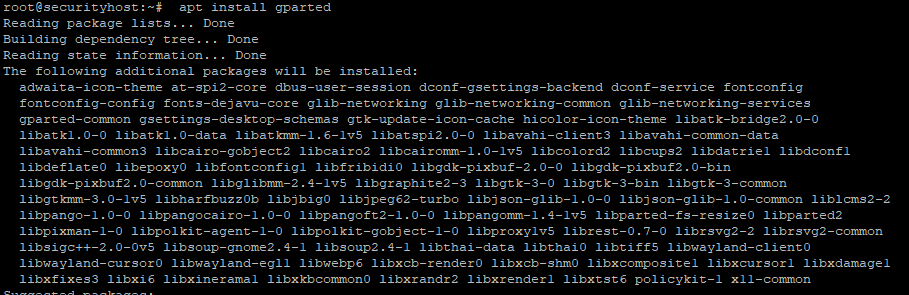 root@securityhost:~#  apt install gparted
Reading package lists... Done
Building dependency tree... Done
Reading state information... Done
The following additional packages will be installed:
  adwaita-icon-theme at-spi2-core dbus-user-session dconf-gsettings-backend dconf-service fontconfig
  fontconfig-config fonts-dejavu-core glib-networking glib-networking-common glib-networking-services
  gparted-common gsettings-desktop-schemas gtk-update-icon-cache hicolor-icon-theme libatk-bridge2.0-0
  libatk1.0-0 libatk1.0-data libatkmm-1.6-1v5 libatspi2.0-0 libavahi-client3 libavahi-common-data
  libavahi-common3 libcairo-gobject2 libcairo2 libcairomm-1.0-1v5 libcolord2 libcups2 libdatrie1 libdconf1
  libdeflate0 libepoxy0 libfontconfig1 libfribidi0 libgdk-pixbuf-2.0-0 libgdk-pixbuf2.0-bin
  libgdk-pixbuf2.0-common libglibmm-2.4-1v5 libgraphite2-3 libgtk-3-0 libgtk-3-bin libgtk-3-common
  libgtkmm-3.0-1v5 libharfbuzz0b libjbig0 libjpeg62-turbo libjson-glib-1.0-0 libjson-glib-1.0-common liblcms2-2
  libpango-1.0-0 libpangocairo-1.0-0 libpangoft2-1.0-0 libpangomm-1.4-1v5 libparted-fs-resize0 libparted2
  libpixman-1-0 libpolkit-agent-1-0 libpolkit-gobject-1-0 libproxy1v5 librest-0.7-0 librsvg2-2 librsvg2-common
  libsigc++-2.0-0v5 libsoup-gnome2.4-1 libsoup2.4-1 libthai-data libthai0 libtiff5 libwayland-client0
  libwayland-cursor0 libwayland-egl1 libwebp6 libxcb-render0 libxcb-shm0 libxcomposite1 libxcursor1 libxdamage1
  libxfixes3 libxi6 libxinerama1 libxkbcommon0 libxrandr2 libxrender1 libxtst6 policykit-1 x11-common
Suggested packages: